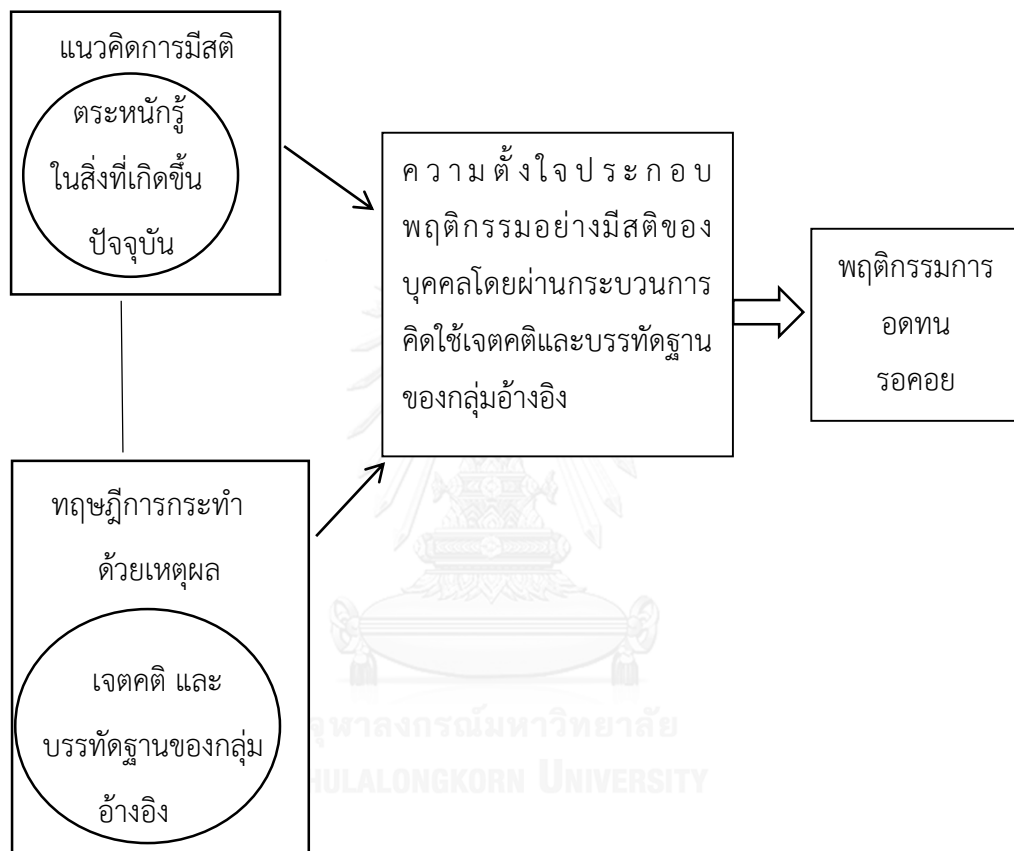 แนวคิดการมีสติ
ตระหนักรู้
ในสิ่งที่เกิดขึ้น
ปัจจุบัน
ความตั้งใจประกอบ
พฤติกรรมอย่างมีสติของ
บุคคลโดยผ่านกระบวนการ
คิดใช้เจตคติและบรรทัดฐาน
ของกลุ่มอ้างอิง
พฤติกรรมการ
อดทน
รอคอย
ทฤษฎีการกระทำ
ด้วยเหตุผล
เจตคติ และ
บรรทัดฐานของกลุ่ม
อ้างอิง
จุฬาลงกรณ์มหาวิทยาลัย
CHULALONGKORN UNIVERSITY